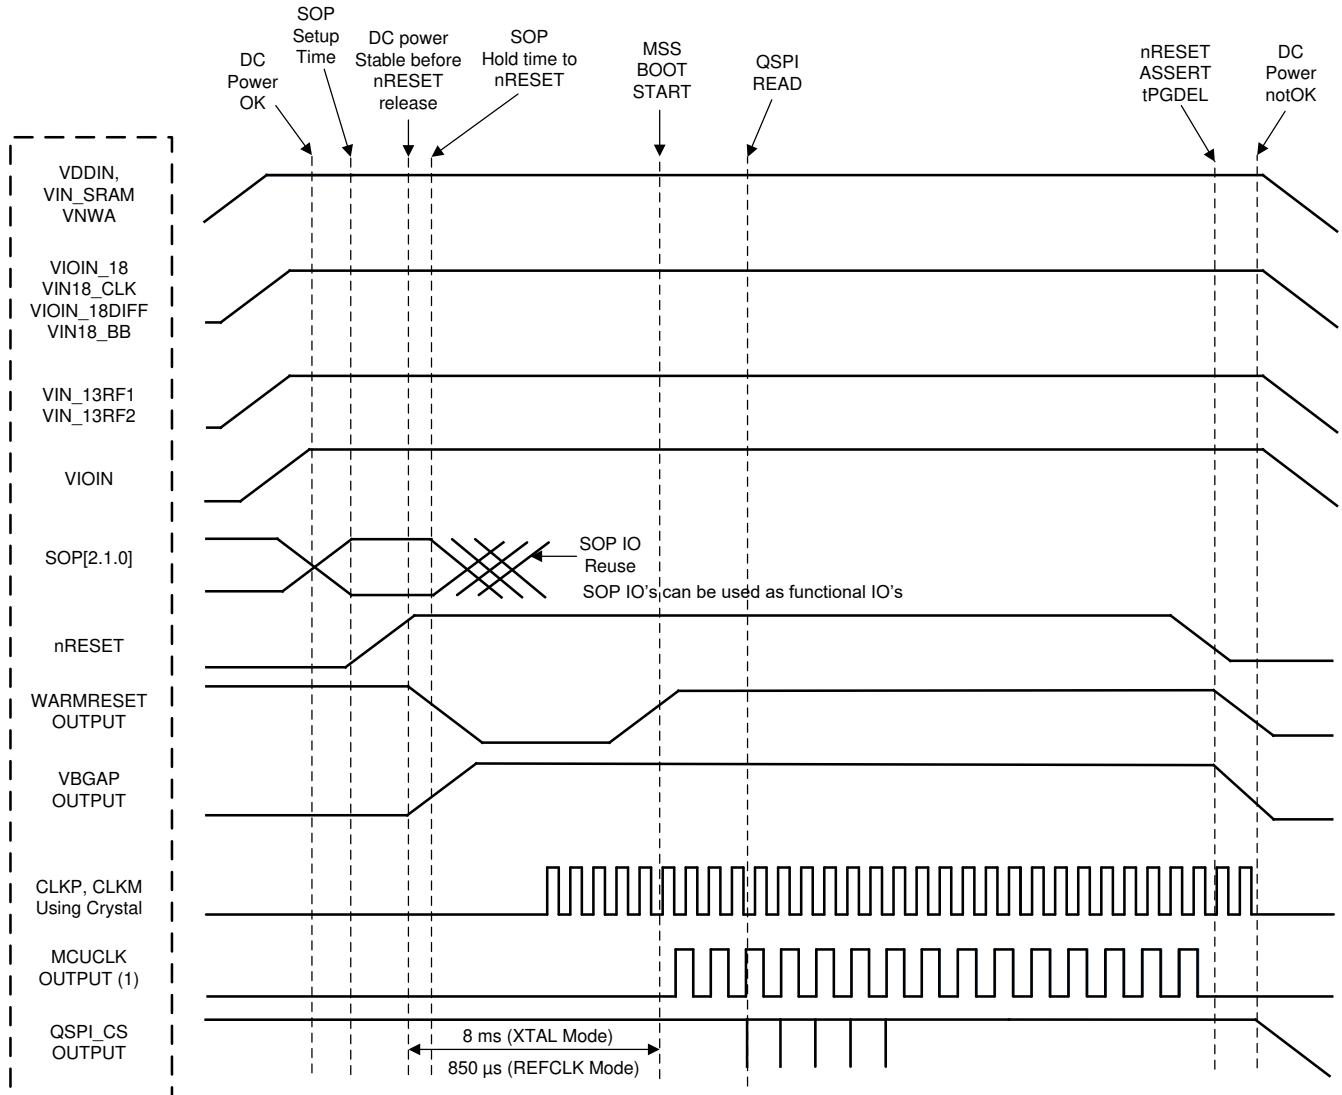 SOP
Setup
Time
DC
Power
OK
DC power
Stable before
nRESET
release
SOP
Hold time to
nRESET
MSS
BOOT
START
QSPI
READ
nRESET
ASSERT
tPGDEL
DC
Power
notOK
VDDIN,
VIN_SRAM
VNWA
VIOIN_18
VIN18_CLK
VIOIN_18DIFF
VIN18_BB
VIN_13RF1
VIN_13RF2
VIOIN
SOP[2.1.0]
SOP IO
Reuse
SOP IO's can be used as functional IO's
nRESET
WARMRESET
OUTPUT
VBGAP
OUTPUT
CLKP, CLKM
Using Crystal
MCUCLK
OUTPUT (1)
QSPI_CS
OUTPUT
8 ms (XTAL Mode)
850 µs (REFCLK Mode)